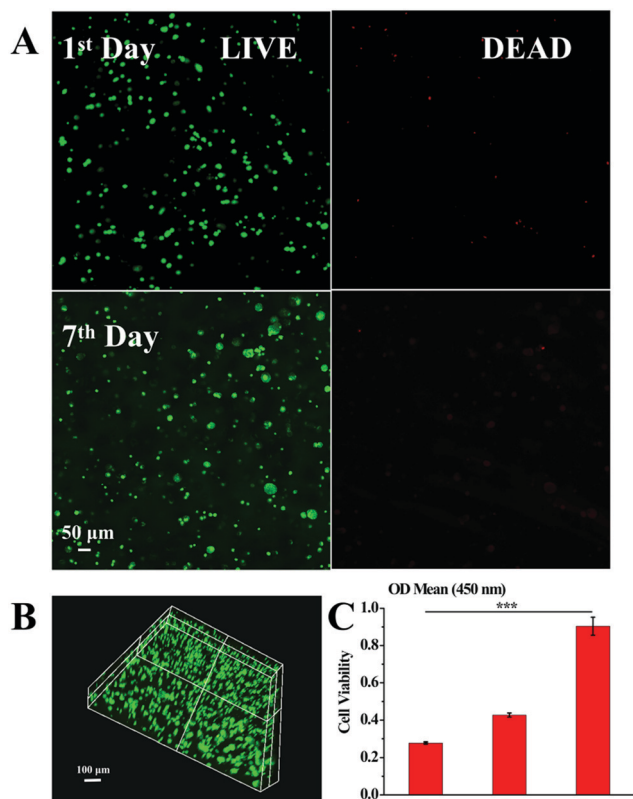 A
1st Day
LIVE
DEAD
7th Day
50 µm
B
100 µm
C
OD Mean (450 nm)
***
Cell Viability
1.0
0.8
0.6
0.4
0.2
0.0